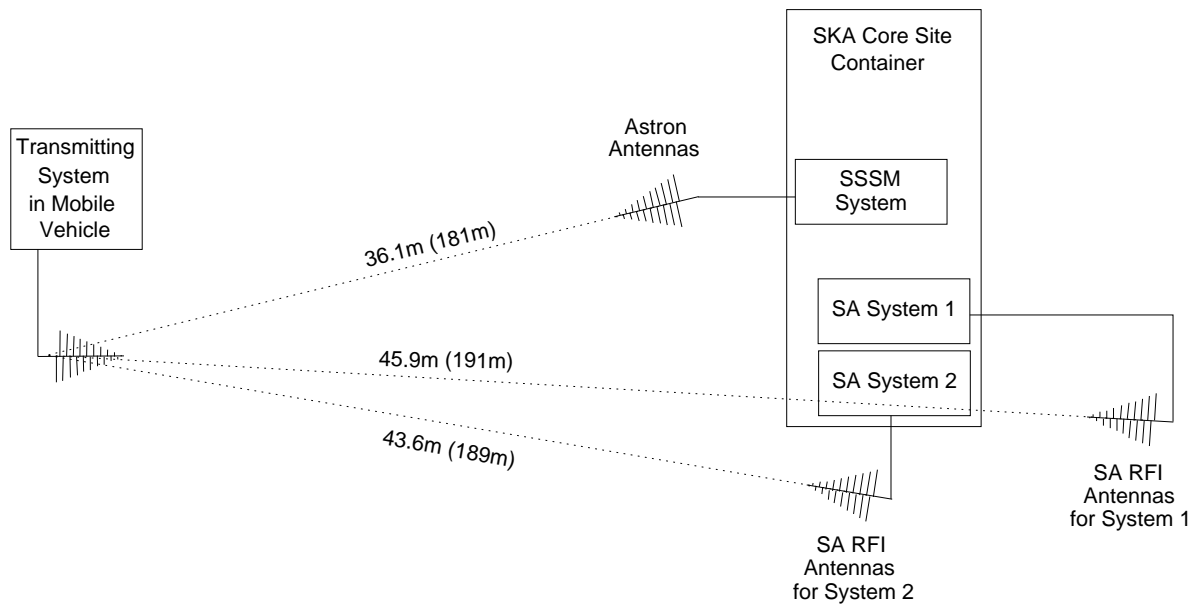 SKA Core Site
Container
Transmitting
System
in Mobile
Vehicle
Astron
Antennas
SSSM
System
36.1m (181m)
SA System 1
45.9m (191m)
SA System 2
43.6m (189m)
SA RFI
Antennas
for System 1
SA RFI
Antennas
for System 2